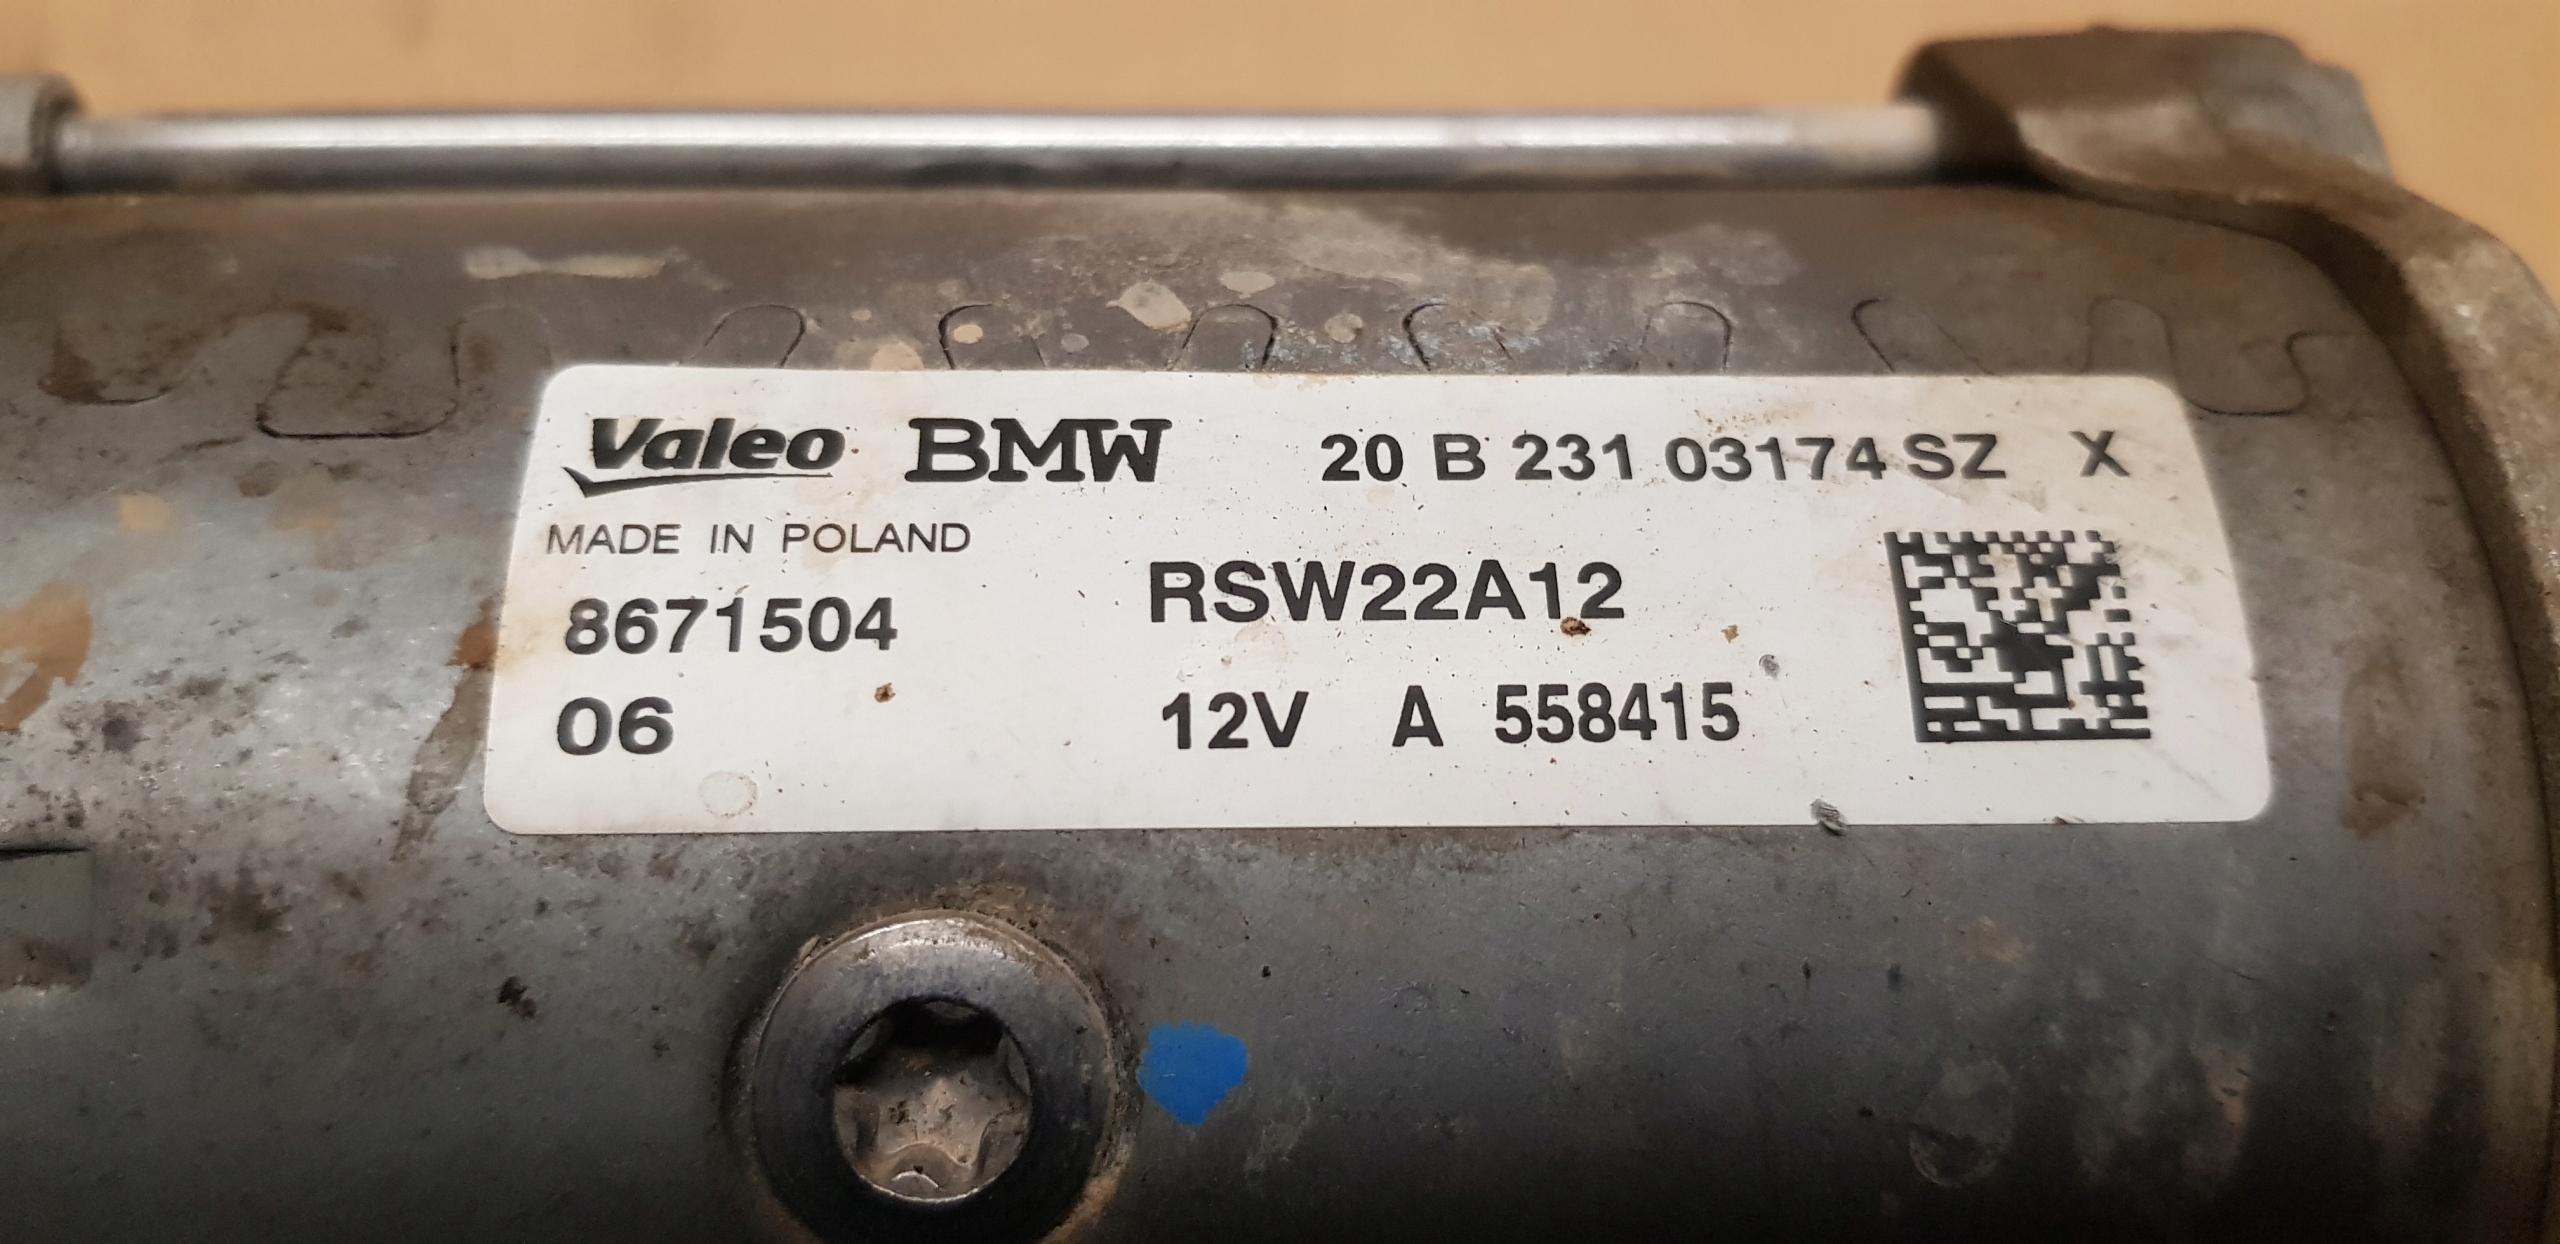 Valeo BMW 20 B 231 03174 SZ X
MADE IN POLAND
8671504 RSW22A12
06 12V A 558415